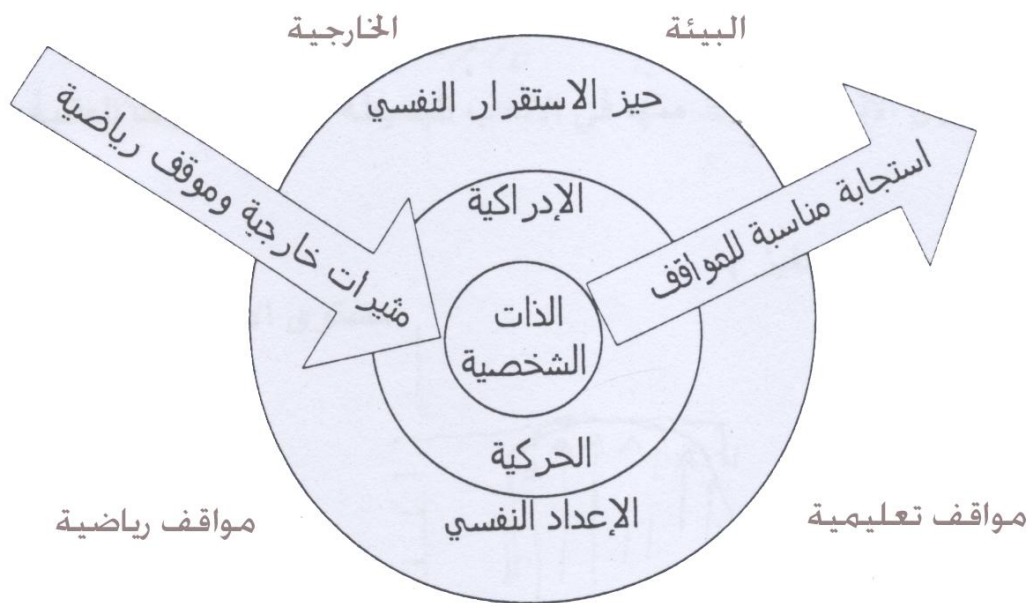 البيئة
الخارجية
حيز الاستقرار النفسي
مثيرات خارجية وموقف رياضية
استجابة مناسبة للمواقف
الإدراكية
الذات
الشخصية
الحركية
الإعداد النفسي
مواقف تعليمية
مواقف رياضية